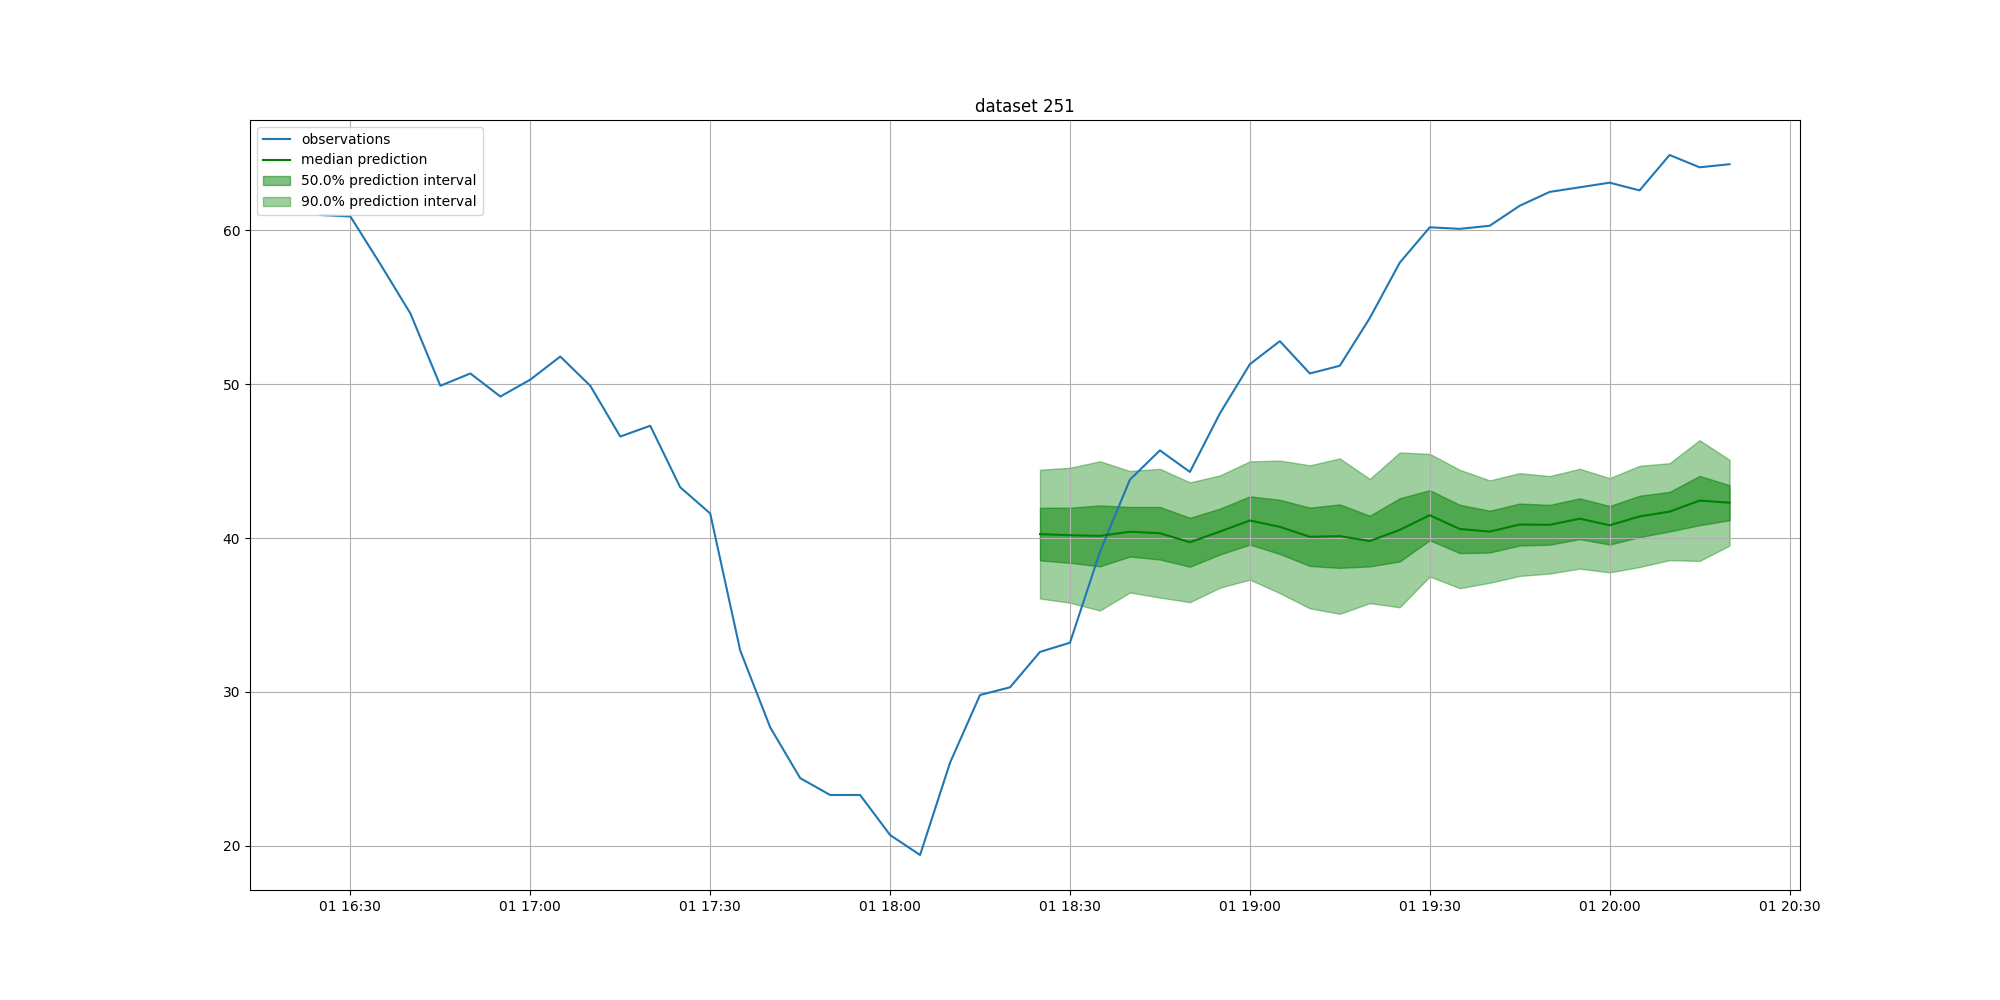 dataset 251
observations
median prediction
50.0% prediction interval
90.0% prediction interval
60
50
40
30
20
01 16:30 01 17:00 01 17:30 01 18:00 01 18:30 01 19:00 01 19:30 01 20:00 01 20:30